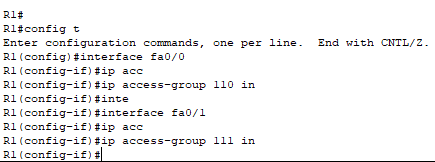 R1#
R1#config t
Enter configuration commands, one per line.  End with CNTL/Z.
R1(config)#interface fa0/0
R1(config-if)#ip acc
R1(config-if)#ip access-group 110 in
R1(config-if)#inte
R1(config-if)#interface fa0/1
R1(config-if)#ip acc
R1(config-if)#ip access-group 111 in
R1(config-if)#